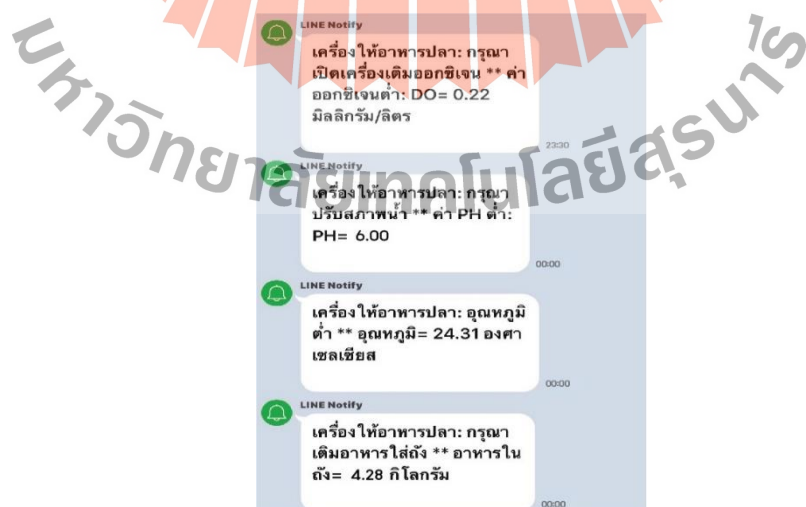 LINE Notify
เครื่องให้อาหารปลา: กรุณา
เปิดเครื่องเติมออกซิเจน ** ค่า
ออกซิเจนต่ำ: DO= 0.22
มิลลิกรัม/ลิตร
23:30
LINE Notify
เครื่องให้อาหารปลา: กรุณา
ปรับสภาพน้ำ ** ค่า PH ต่ำ:
PH= 6.00
00:00
LINE Notify
เครื่องให้อาหารปลา: อุณหภูมิ
ต่ำ ** อุณหภูมิ= 24.31 องศา
เซลเซียส
00:00
LINE Notify
เครื่องให้อาหารปลา: กรุณา
เติมอาหารใส่ถัง ** อาหารใน
ถัง= 4.28 กิโลกรัม
00:00
มหาวิทยาลัยเทคโนโลยีสุรนารี